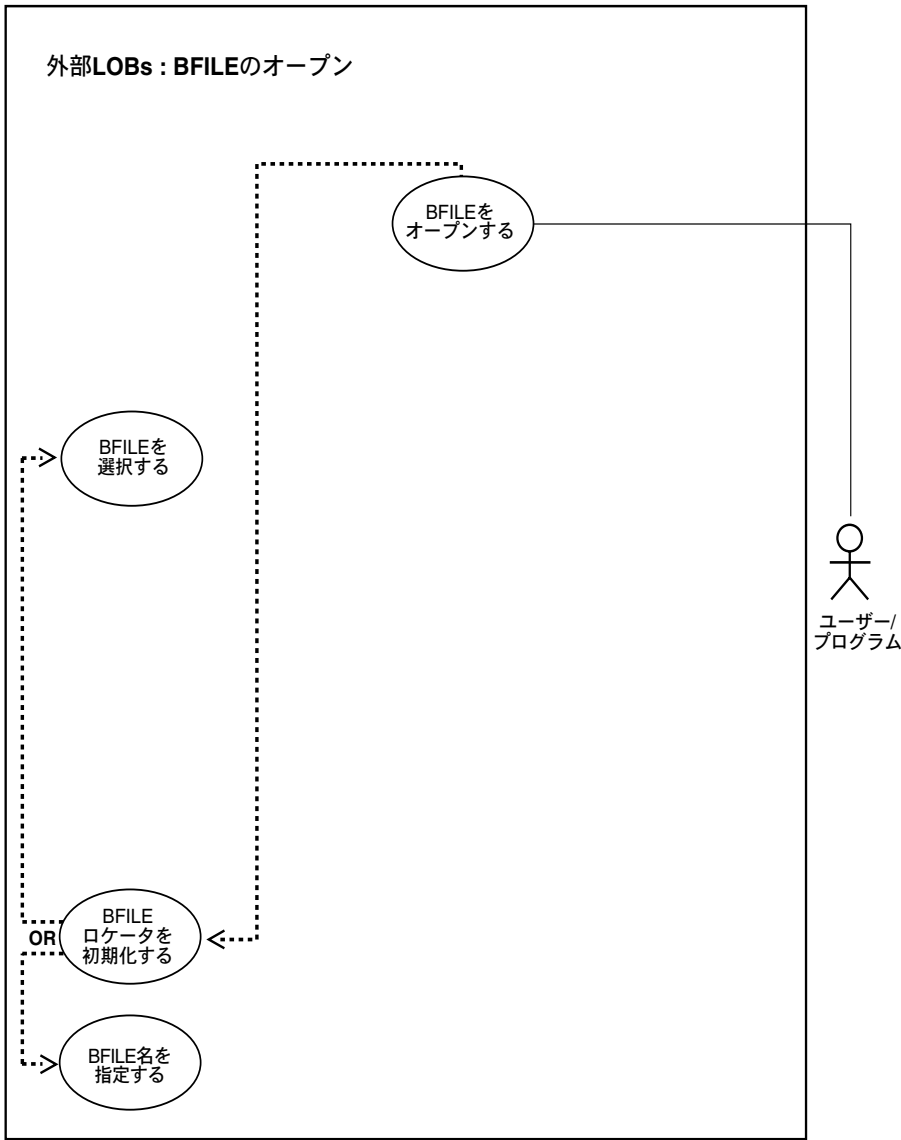 外部LOBs : BFILEのオープン
BFILEを
オープンする
BFILEを
選択する
ユーザー/
プログラム
BFILE
ロケータを
初期化する
OR
BFILE名を
指定する